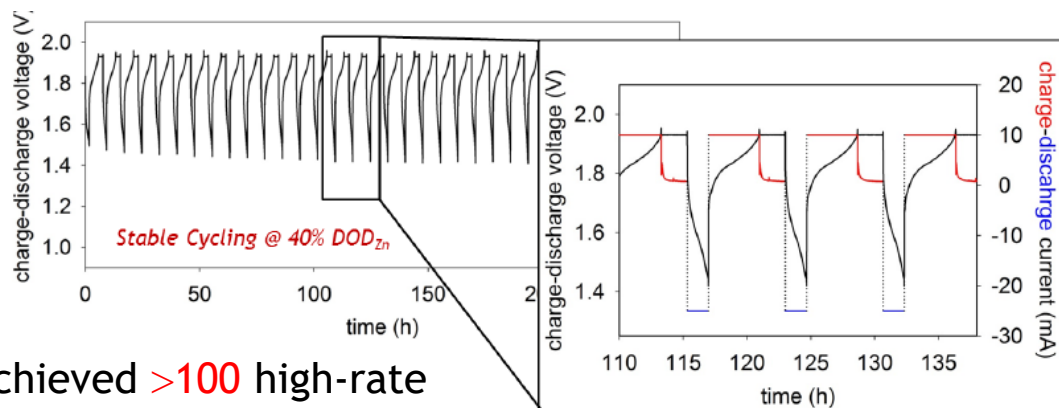 charge-discharge voltage (V)
2.0
1.8
1.6
1.4
1.2
1.0
Stable Cycling @ 40% DODZn
0 50 100 150
time (h)
charge-discharge voltage (V)
2.0
1.8
1.6
1.4
20
10
0
-10
-20
-30
charge-discahrge current (mA)
110 115 120 125 130 135
time (h)
chieved >100 high-rate